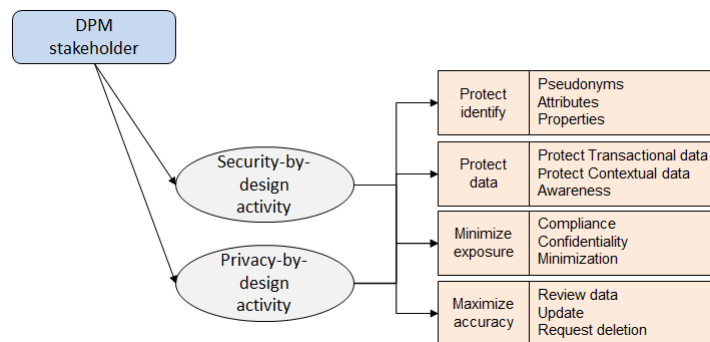 DPM
stakeholder
Security-by-
design
activity
Privacy-by-
design
activity
Protect
identify
Pseudonyms
Attributes
Properties
Protect
data
Protect Transactional data
Protect Contextual data
Awareness
Minimize
exposure
Compliance
Confidentiality
Minimization
Maximize
accuracy
Review data
Update
Request deletion